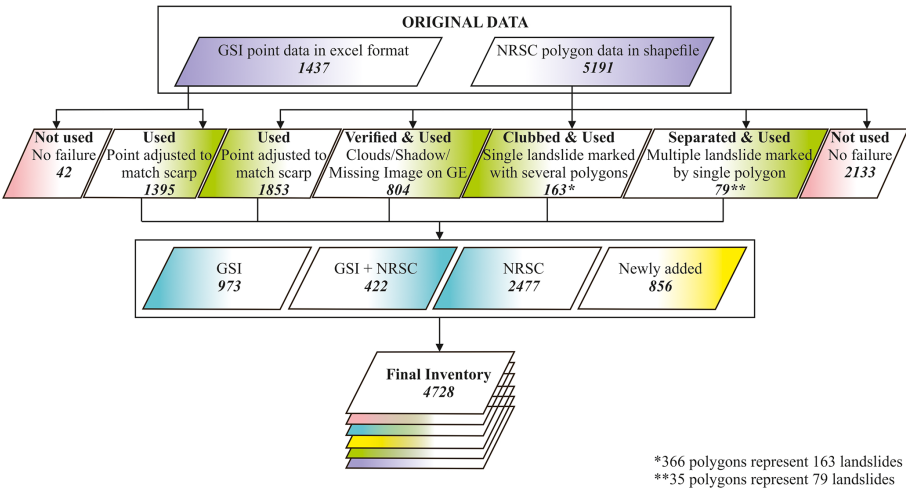 ORIGINAL DATA
GSI point data in excel format
1437
NRSC polygon data in shapefile
5191
Not used
No failure
42
Used
Point adjusted to
match scarp
1395
Used
Point adjusted to
match scarp
1853
Verified & Used
Clouds/Shadow/
Missing Image on GE
804
Clubbed & Used
Single landslide marked
with several polygons
163*
Separated & Used
Multiple landslide marked
by single polygon
79**
Not used
No failure
2133
GSI
973
GSI + NRSC
422
NRSC
2477
Newly added
856
Final Inventory
4728
*366 polygons represent 163 landslides
**35 polygons represent 79 landslides